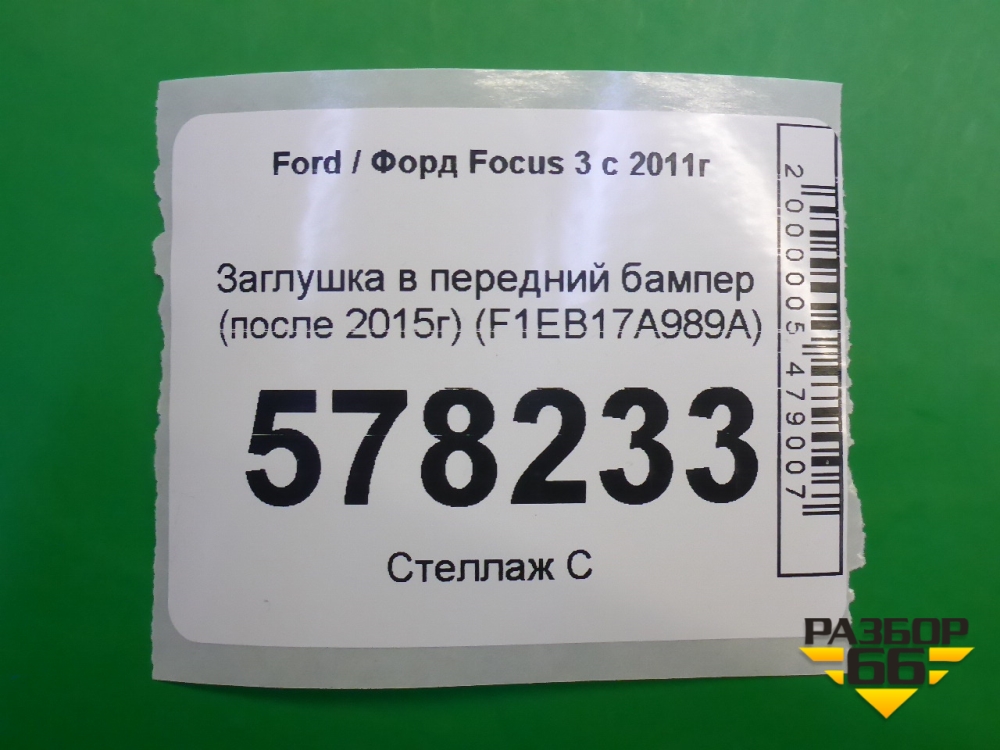 Ford / Форд Focus 3 с 2011г
Заглушка в передний бампер
(после 2015г) (F1EB17A989A)
578233
Стеллаж С
2000005479007
РАЗБОР
66